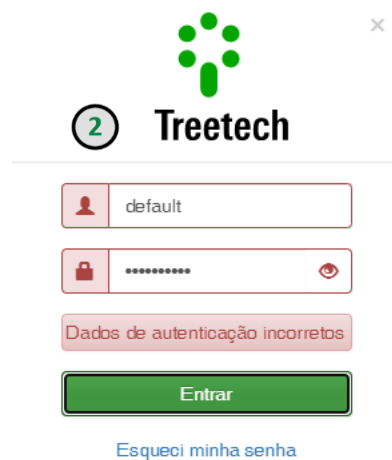 ×
2
Treetech
default
••••••••••
Dados de autenticação incorretos
Entrar
Esqueci minha senha